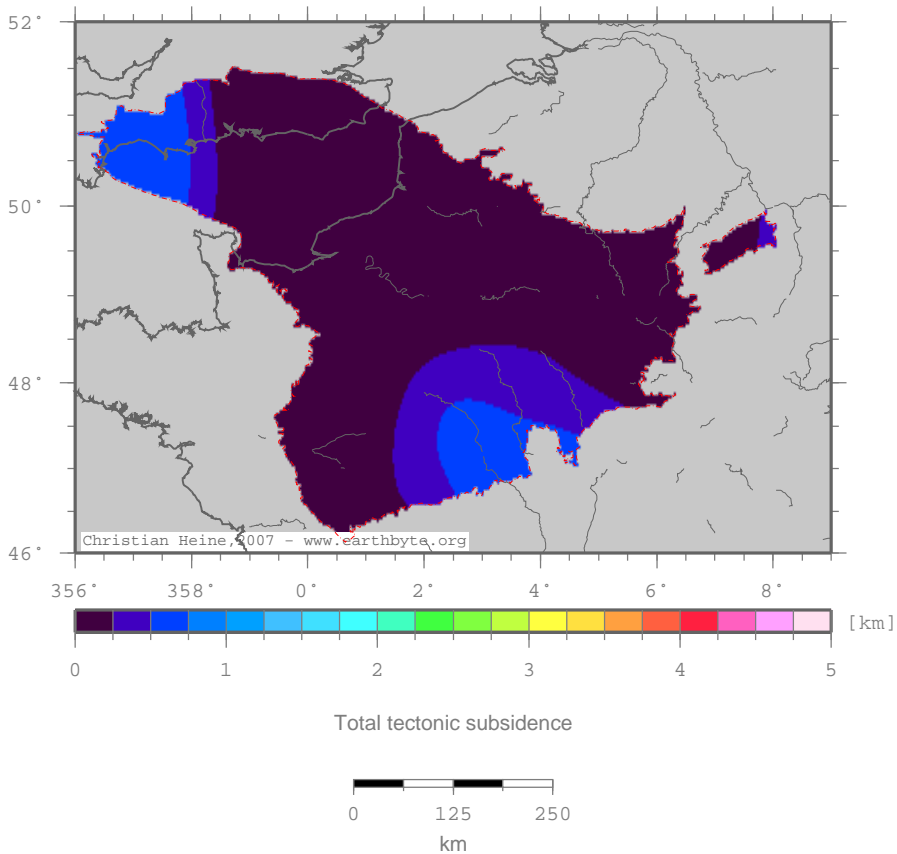 52°
50°
48°
46°
Christian Heine, 2007 - www.earthbyte.org
356° 358° 0° 2° 4° 6° 8°
[km]
0 1 2 3 4 5
Total tectonic subsidence
0 125 250
km